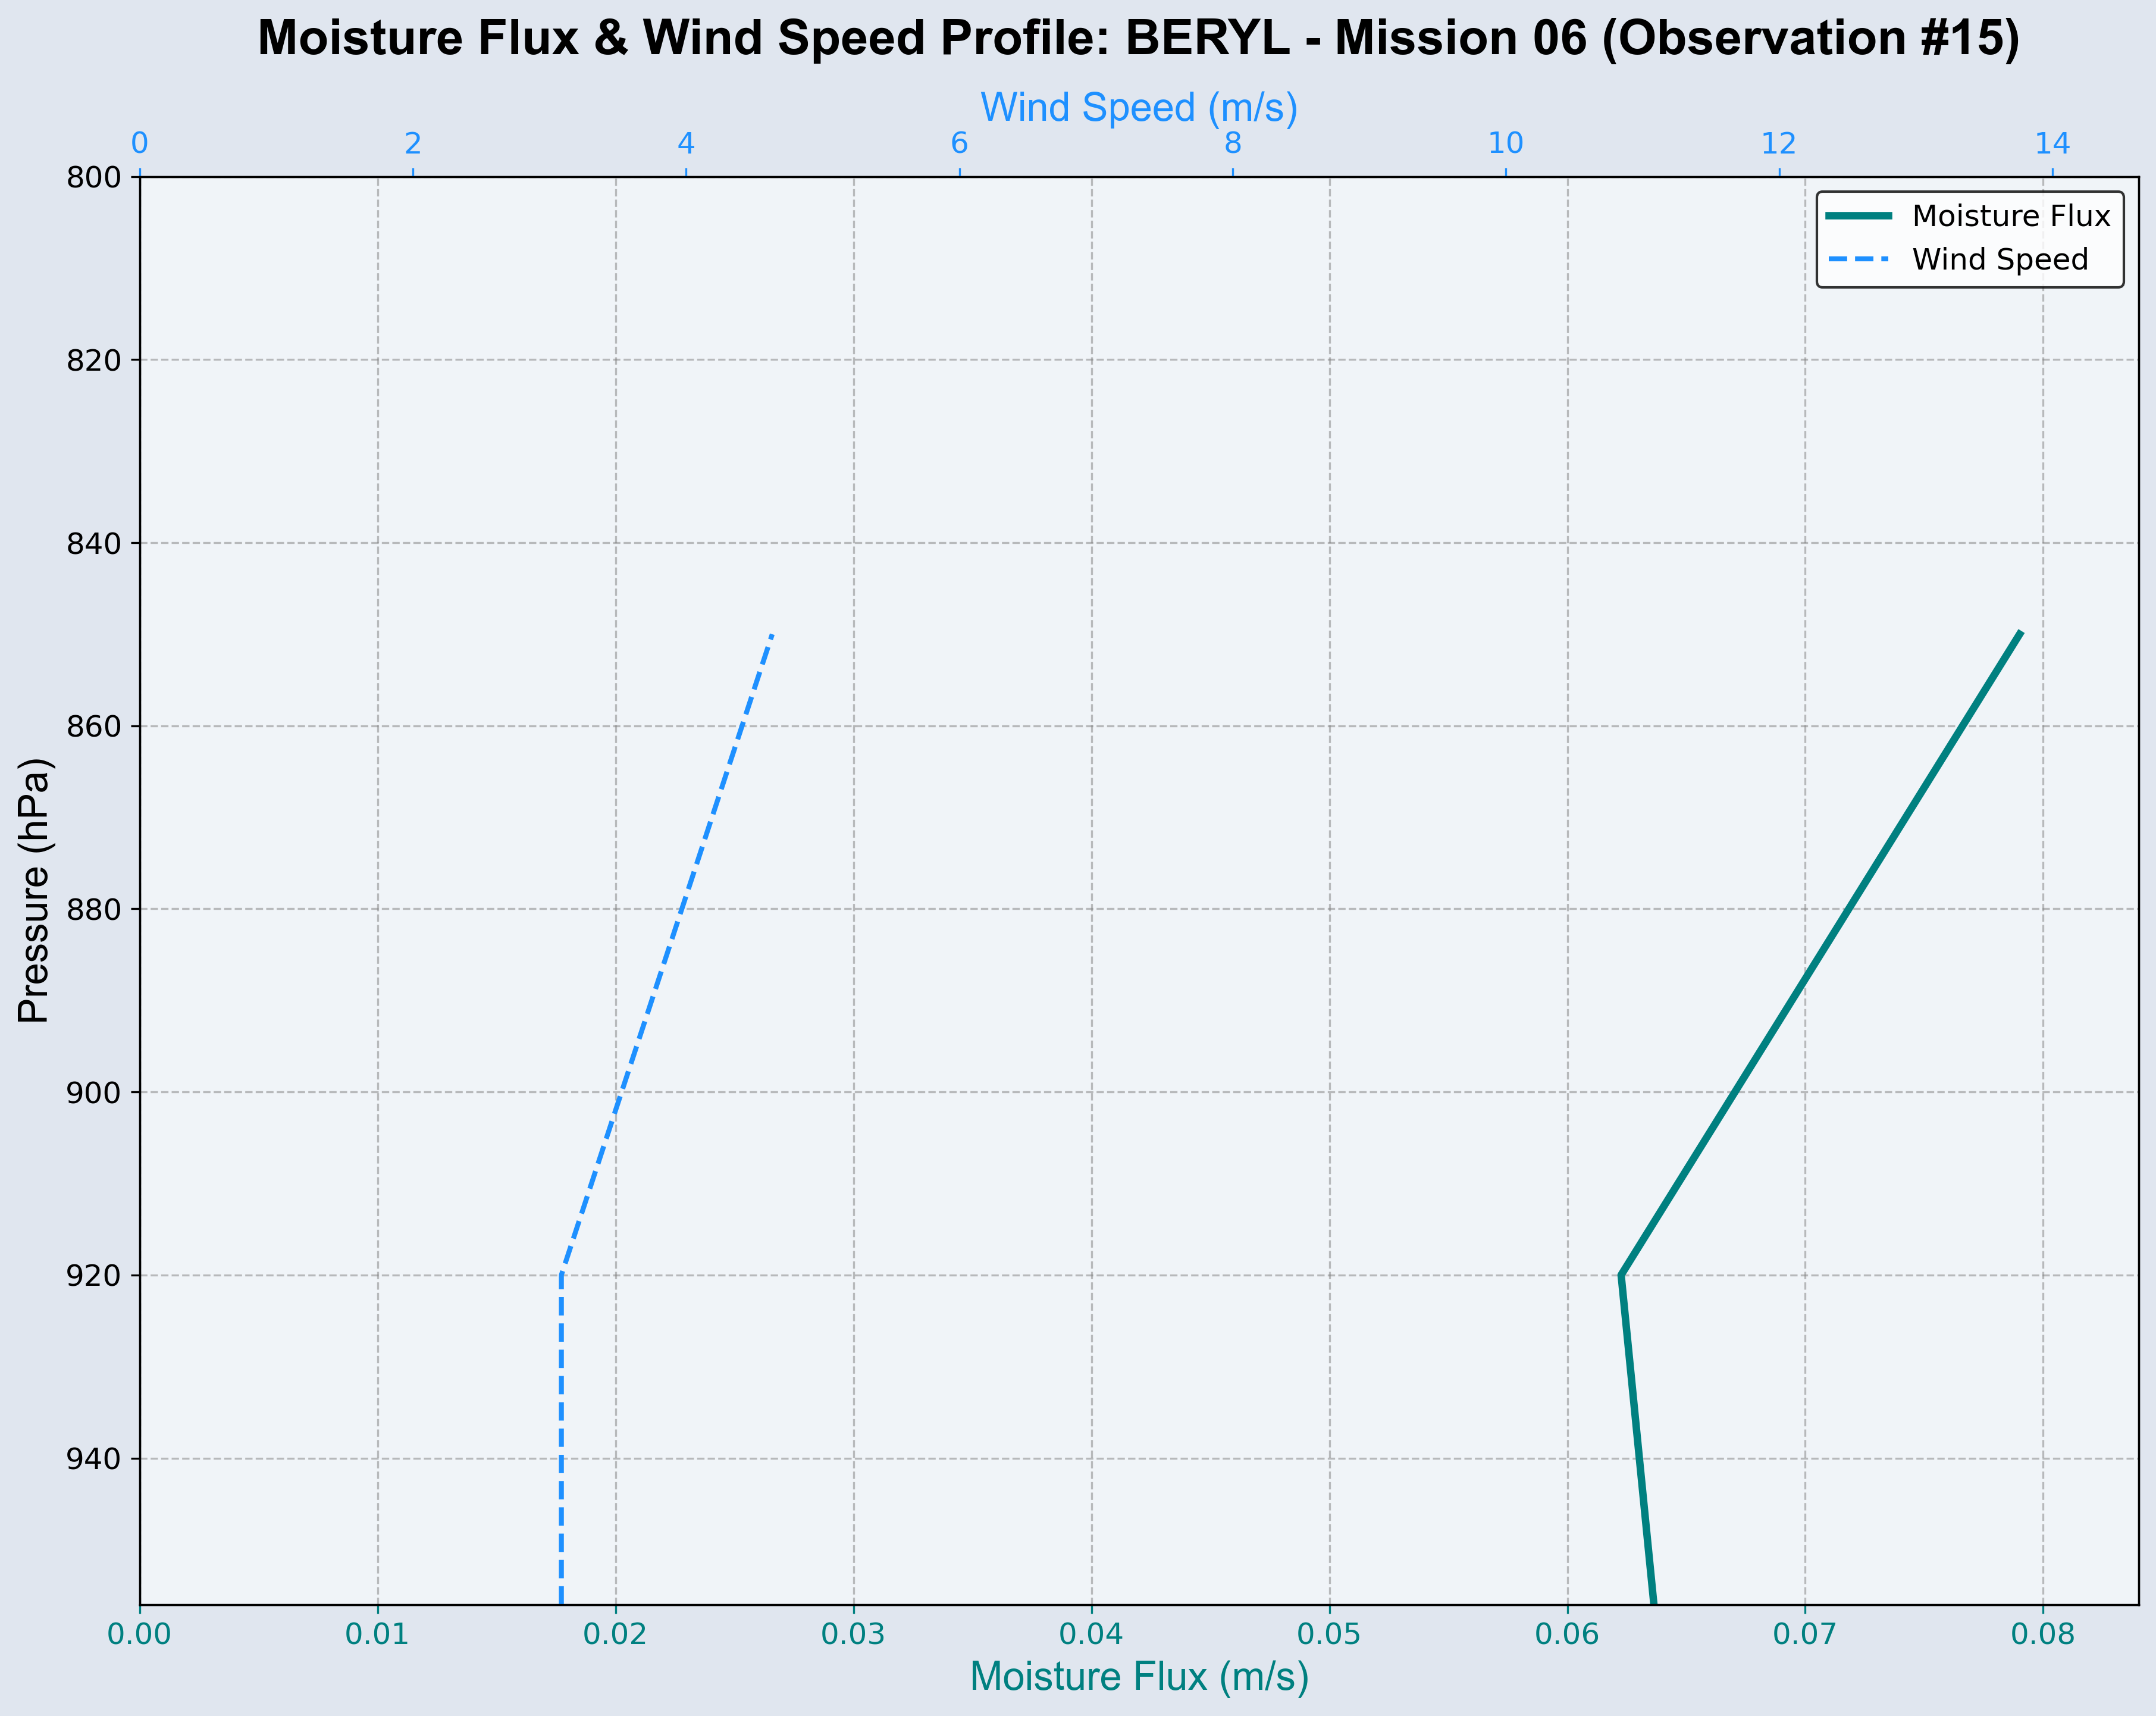 Moisture Flux & Wind Speed Profile: BERYL - Mission 06 (Observation #15)
Wind Speed (m/s)
0 2 4 6 8 10 12 14
Moisture Flux
Wind Speed
800
820
840
860
880
900
920
940
Pressure (hPa)
0.00 0.01 0.02 0.03 0.04 0.05 0.06 0.07 0.08
Moisture Flux (m/s)